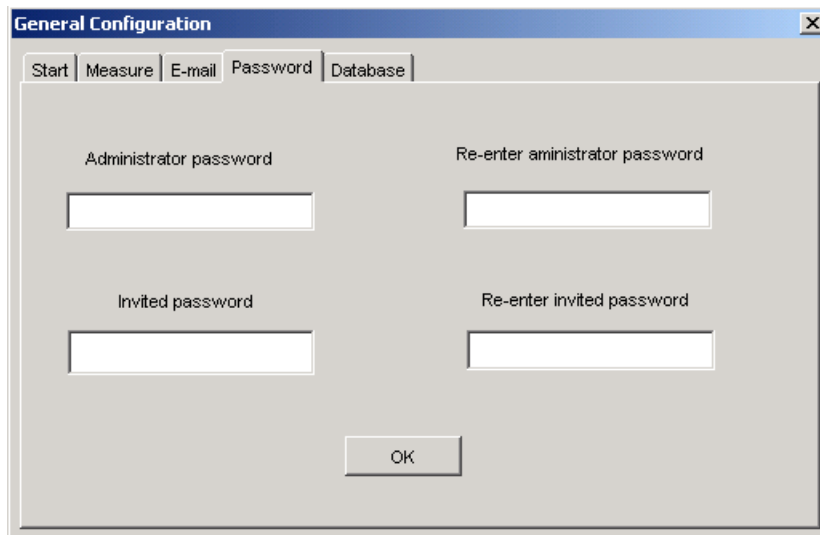 General Configuration
Start Measure E-mail Password Database
Administrator password
Re-enter aministrator password
Invited password
Re-enter invited password
OK